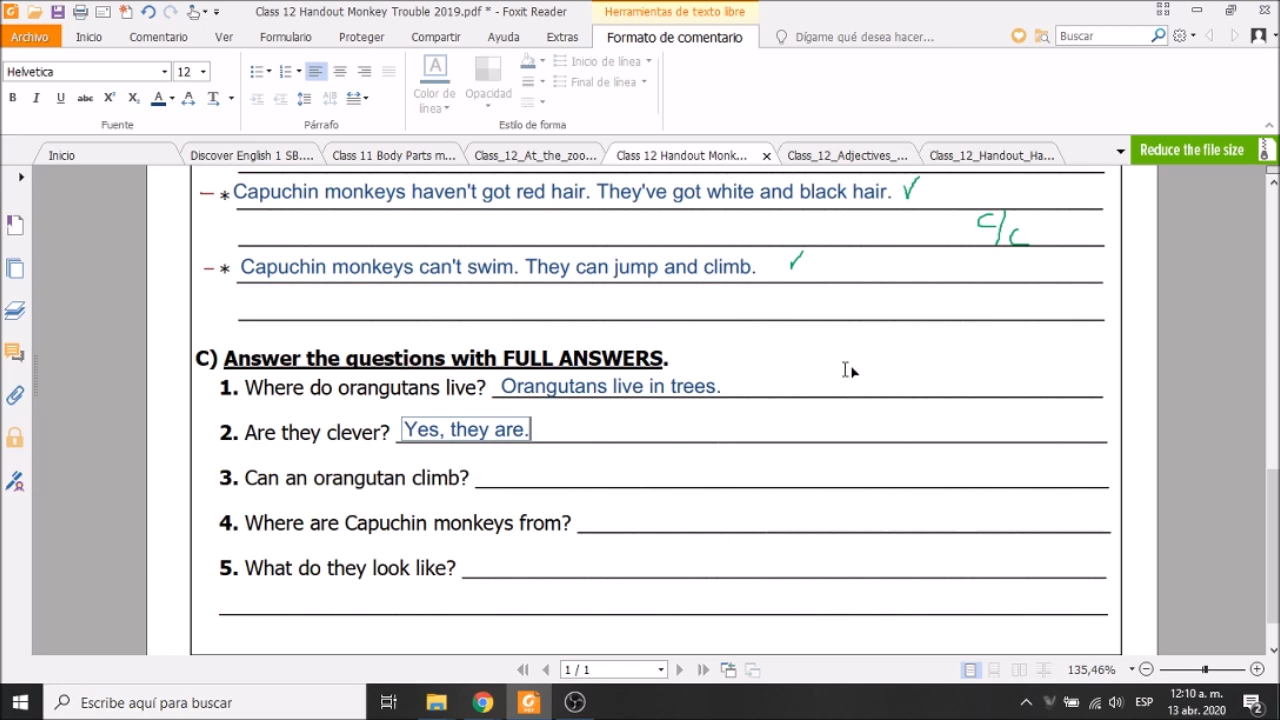 Class 12 Handout Monkey Trouble 2019.pdf * - Foxit Reader
Herramientas de texto libre
Archivo Inicio Comentario Ver Formulario Proteger Compartir Ayuda Extras Formato de comentario Dígame qué desea hacer... Buscar
Helvetica 12
Color de línea Opacidad
Inicio de línea
Final de línea
Fuente Párrafo Estilo de forma
Inicio Discover English 1 SB.... Class 11 Body Parts m... Class_12_At_the_zoo... Class 12 Handout Monk... Class_12_Adjectives_... Class_12_Handout_Ha... Reduce the file size
– * Capuchin monkeys haven't got red hair. They've got white and black hair. ✓
c/c
– * Capuchin monkeys can't swim. They can jump and climb. ✓
C) Answer the questions with FULL ANSWERS.
1. Where do orangutans live? Orangutans live in trees.
2. Are they clever? Yes, they are.
3. Can an orangutan climb?
4. Where are Capuchin monkeys from?
5. What do they look like?
1 / 1 135,46%
Escribe aquí para buscar
ESP
12:10 a. m.
13 abr. 2020
2